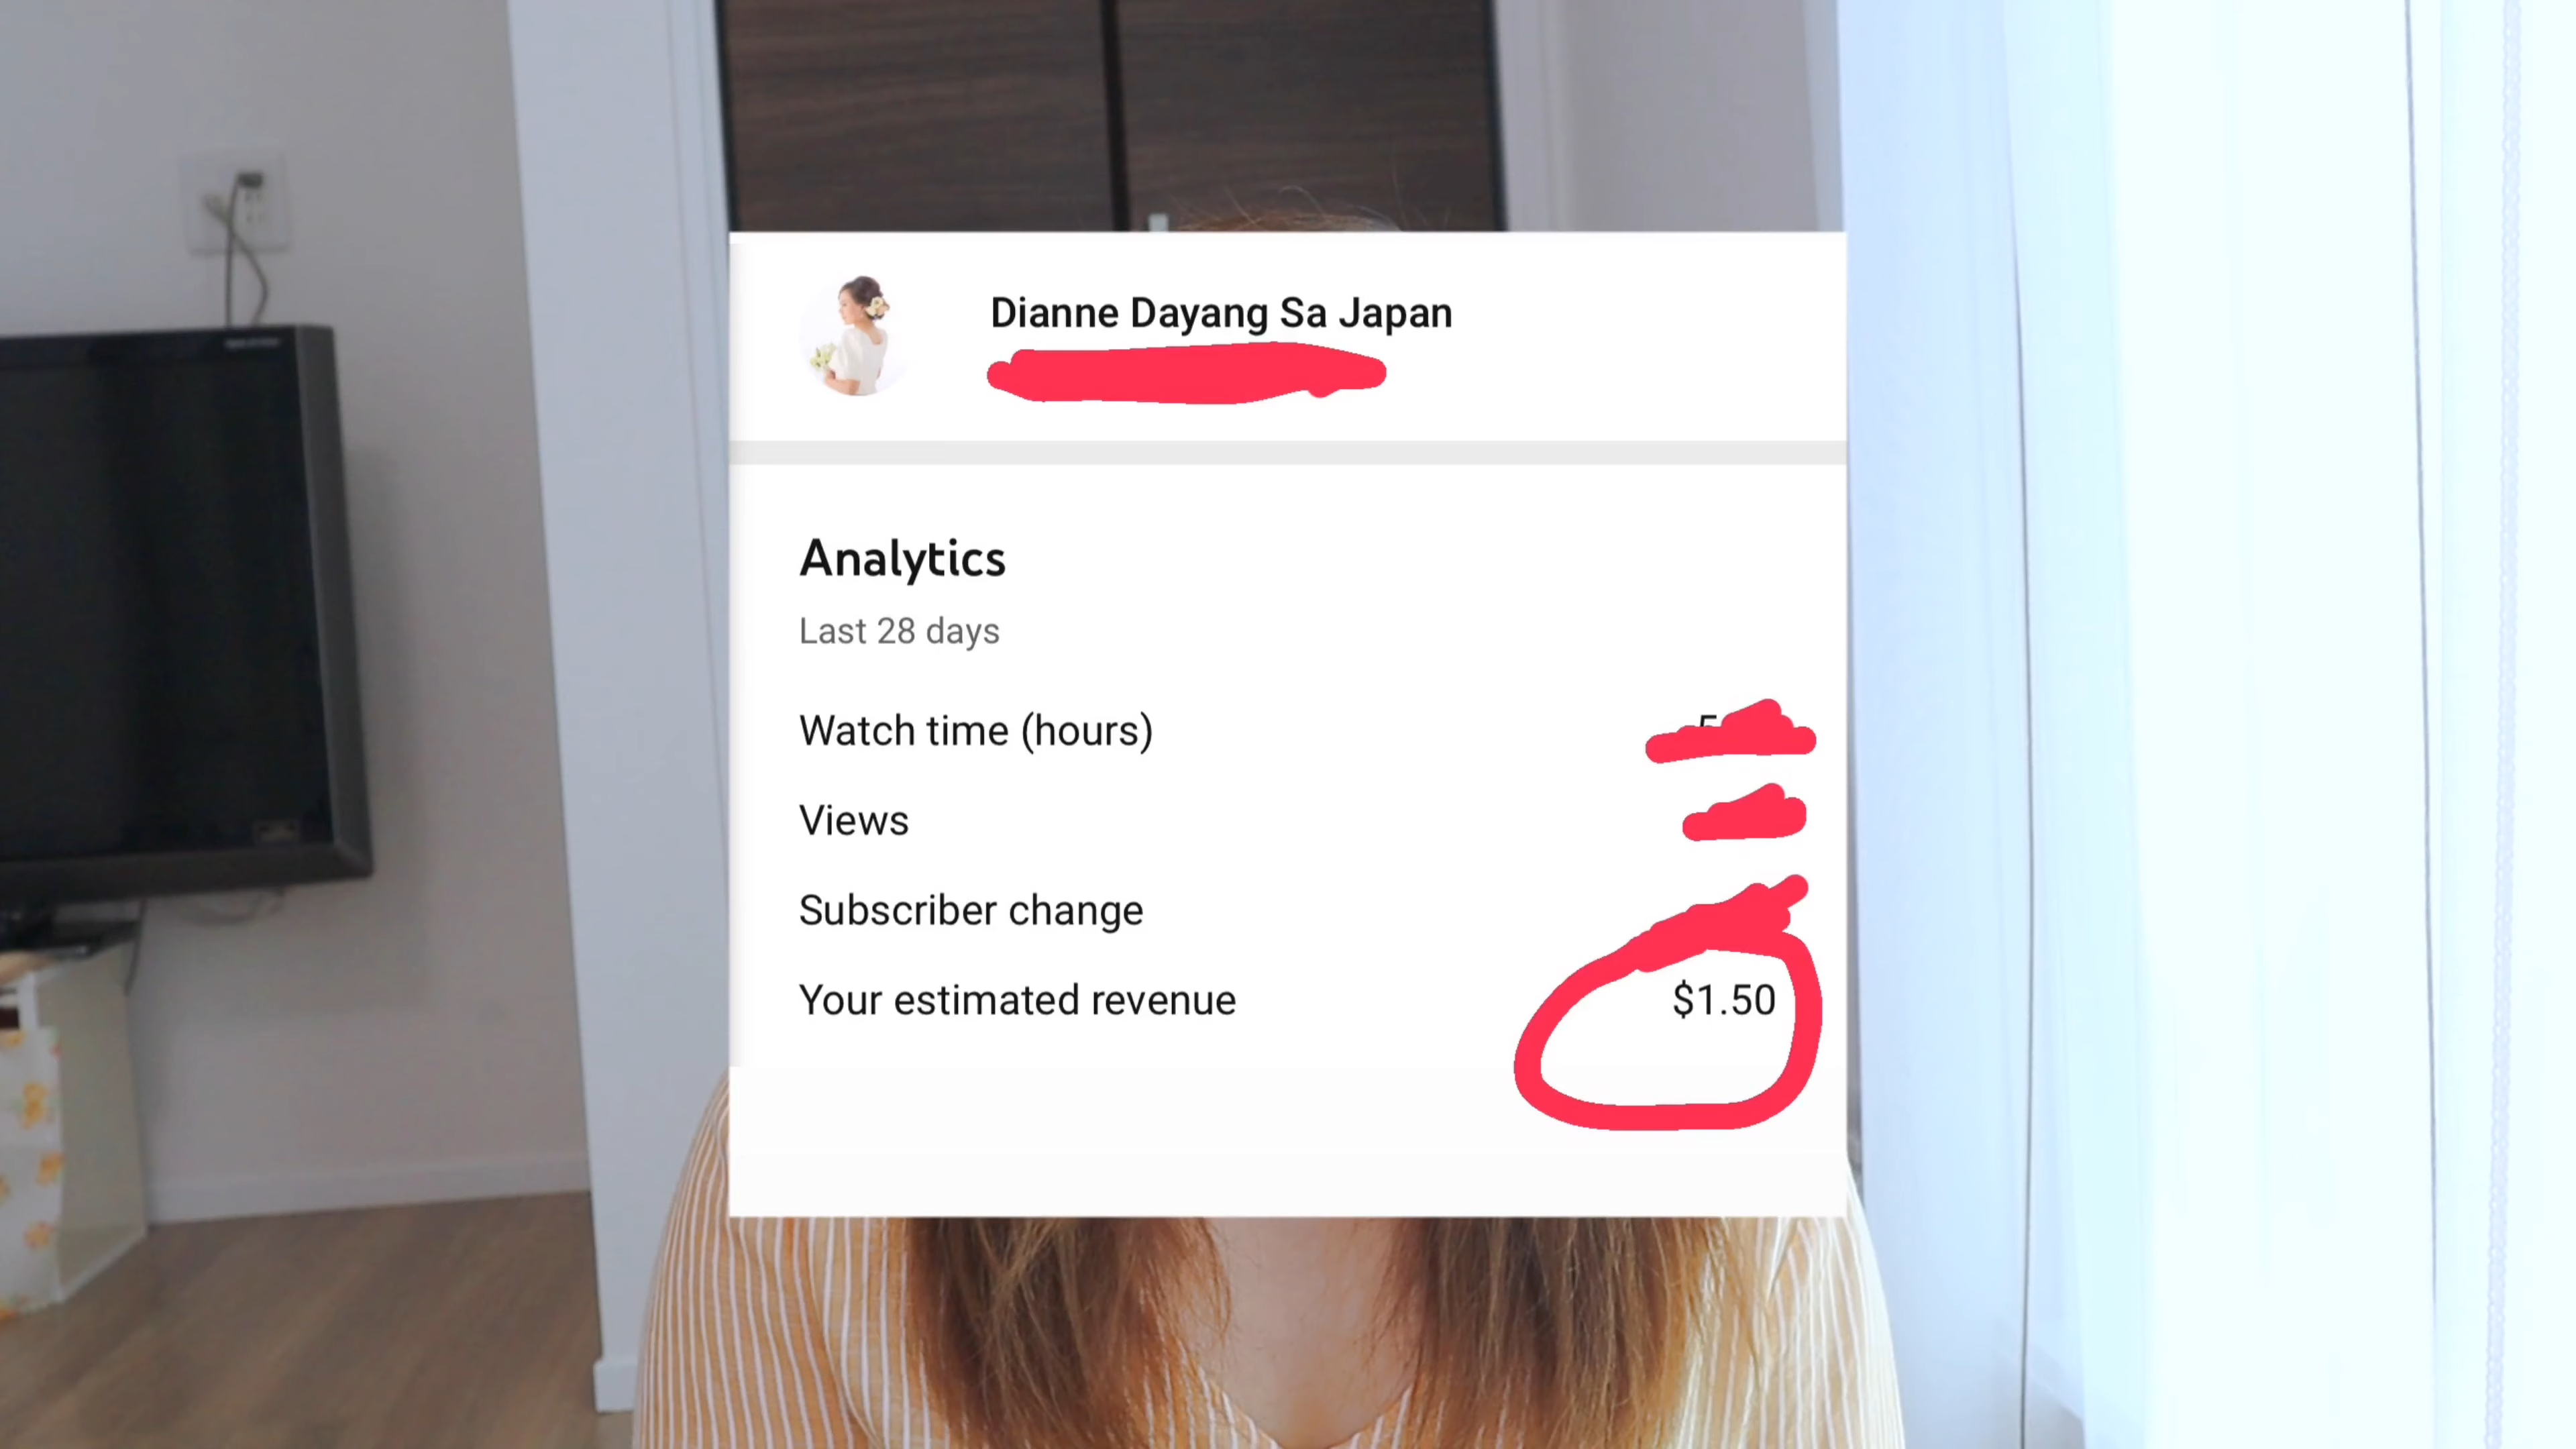 Dianne Dayang Sa Japan
Analytics
Last 28 days
Watch time (hours)
Views
Subscriber change
Your estimated revenue
$1.50